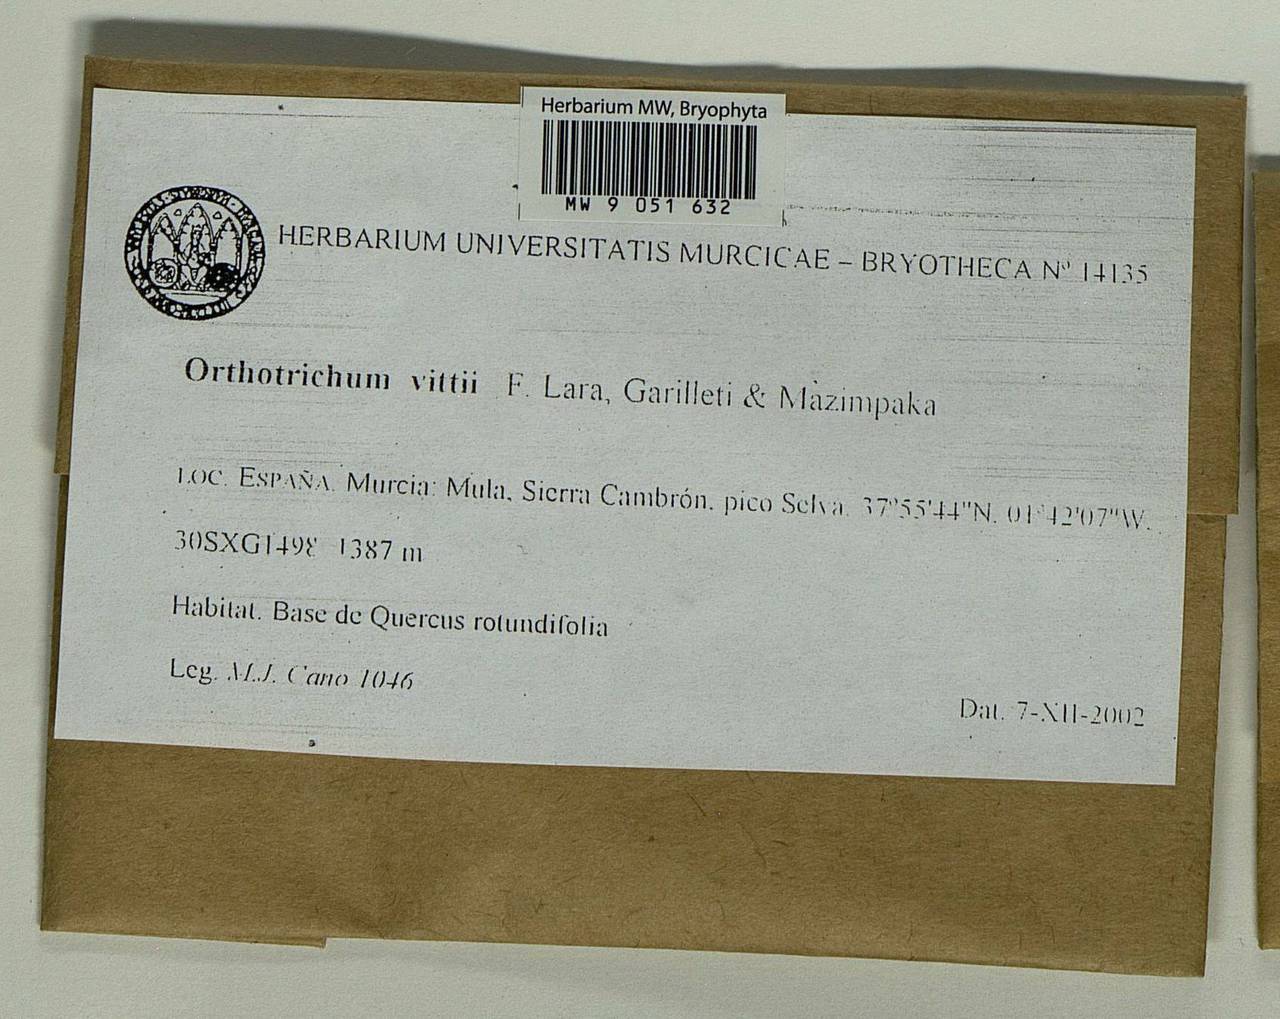 Herbarium MW, Bryophyta
MW 9 051 632
HERBARIUM UNIVERSITATIS MURCICAE – BRYOTHECA Nº 14135
Orthotrichum vittii F. Lara, Garilleti & Mazimpaka
LOC. ESPAÑA. Murcia: Mula, Sierra Cambrón, pico Selva. 37°55'44"N, 01°42'07"W.
30SXG1498 1387 m
Habitat. Base de Quercus rotundifolia
Leg. M.J. Cano 1046
Dat. 7-XII-2002